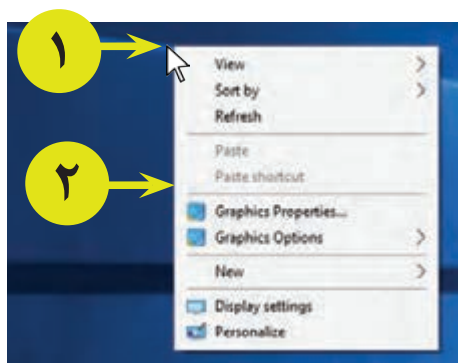 ١
View
Sort by
Refresh
Paste
Paste shortcut
٢
Graphics Properties...
Graphics Options
New
Display settings
Personalize